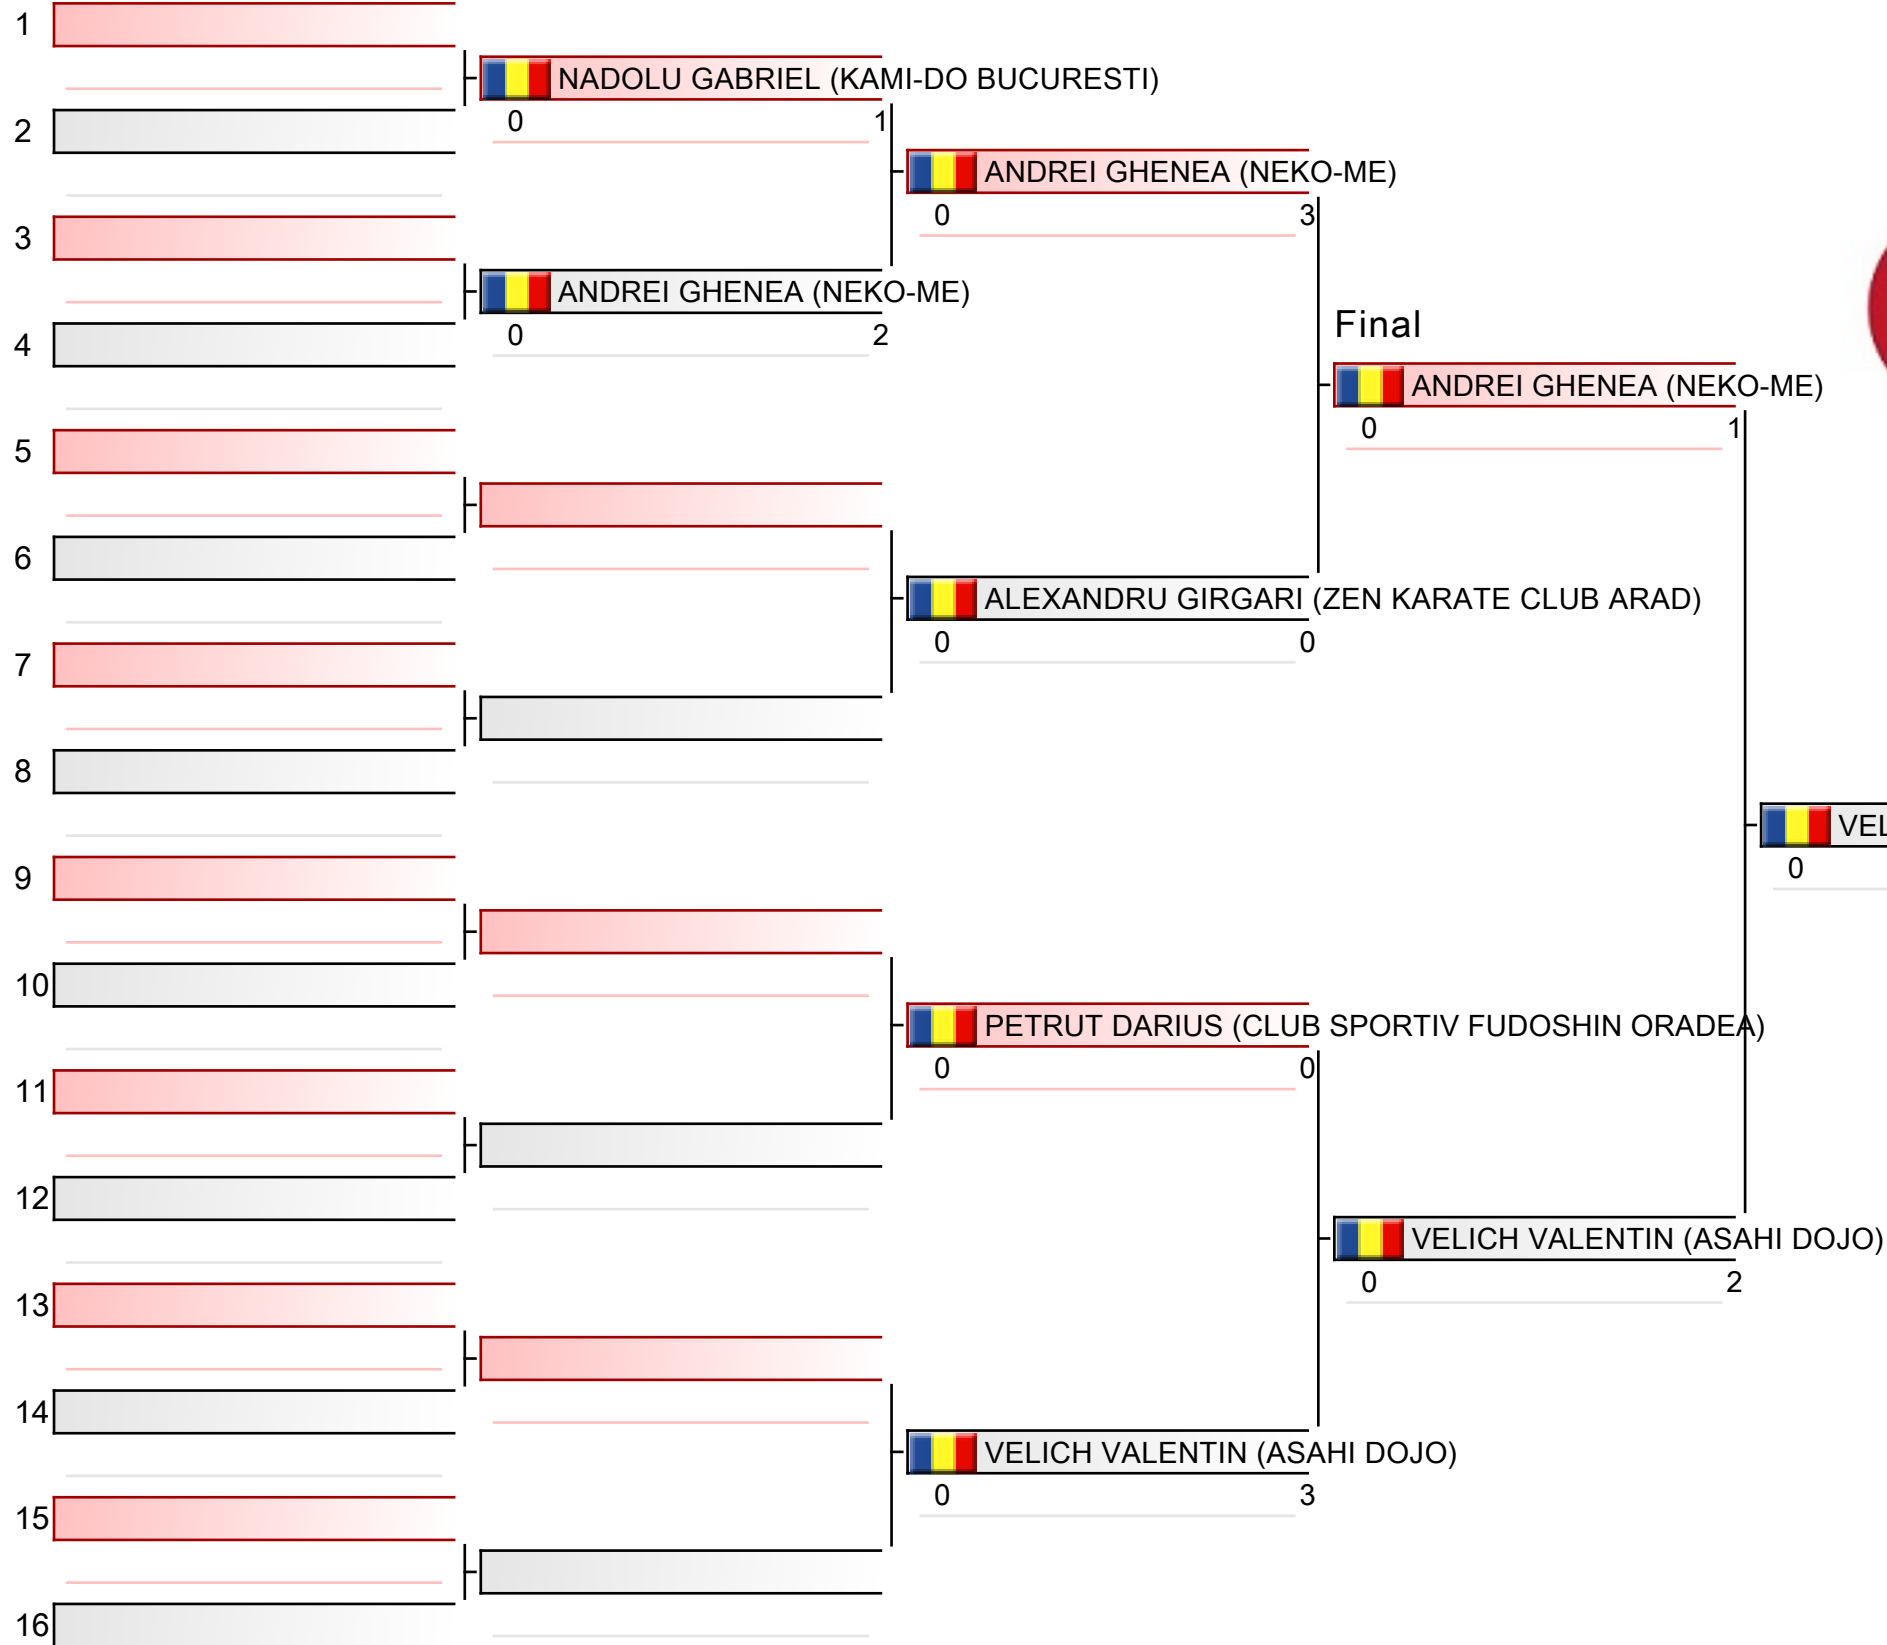 1
NADOLU GABRIEL (KAMI-DO BUCURESTI)
0 1
2
ANDREI GHENEA (NEKO-ME)
0 3
3
ANDREI GHENEA (NEKO-ME)
0 2
Final
4
ANDREI GHENEA (NEKO-ME)
0 1
5
6
ALEXANDRU GIRGARI (ZEN KARATE CLUB ARAD)
0 0
7
8
VEL
0
9
10
PETRUT DARIUS (CLUB SPORTIV FUDOSHIN ORADEA)
0 0
11
12
VELICH VALENTIN (ASAHI DOJO)
0 2
13
14
VELICH VALENTIN (ASAHI DOJO)
0 3
15
16